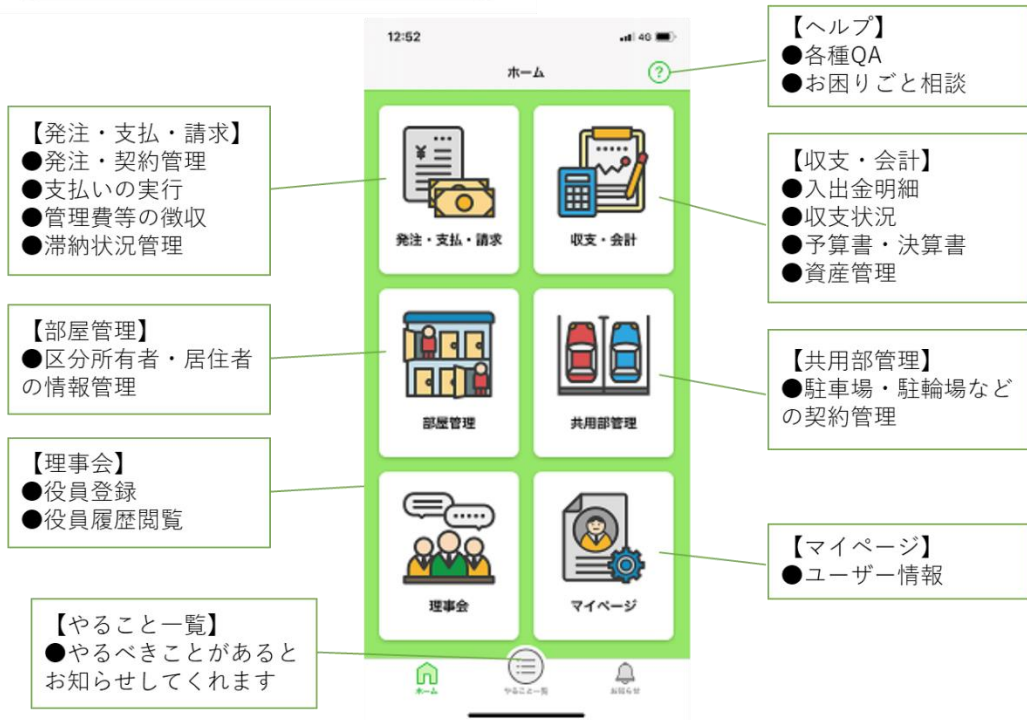 12:52
4G
ホーム
?
発注・支払・請求
収支・会計
部屋管理
共用部管理
理事会
マイページ
ホーム
やること一覧
お知らせ
【発注・支払・請求】
●発注・契約管理
●支払いの実行
●管理費等の徴収
●滞納状況管理
【部屋管理】
●区分所有者・居住者
の情報管理
【理事会】
●役員登録
●役員履歴閲覧
【やること一覧】
●やるべきことがあると
お知らせしてくれます
【ヘルプ】
●各種QA
●お困りごと相談
【収支・会計】
●入出金明細
●収支状況
●予算書・決算書
●資産管理
【共用部管理】
●駐車場・駐輪場など
の契約管理
【マイページ】
●ユーザー情報